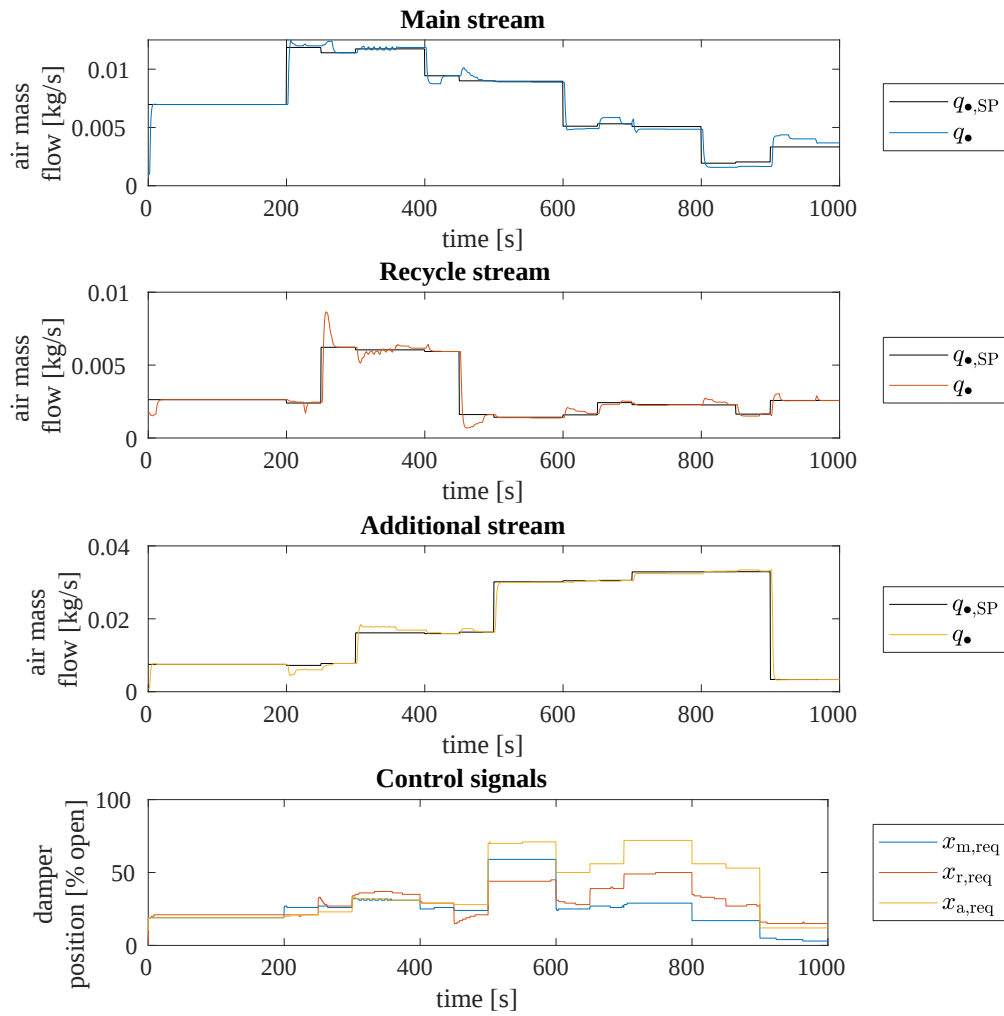 Main stream
0.01
0.005
0
air mass
flow [kg/s]
0 200 400 600 800 1000
time [s]
q●,SP
q●
Recycle stream
0.01
0.005
0
air mass
flow [kg/s]
0 200 400 600 800 1000
time [s]
q●,SP
q●
Additional stream
0.04
0.02
0
air mass
flow [kg/s]
0 200 400 600 800 1000
time [s]
q●,SP
q●
Control signals
100
50
0
damper
position [% open]
0 200 400 600 800 1000
time [s]
xm,req
xr,req
xa,req